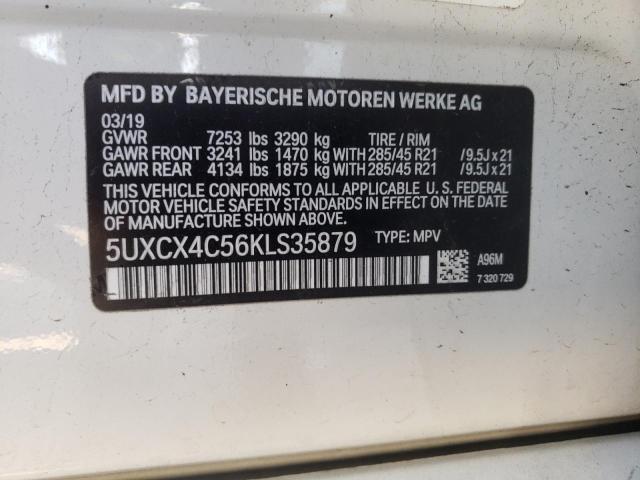 MFD BY BAYERISCHE MOTOREN WERKE AG
03/19
GVWR 7253 lbs 3290 kg TIRE / RIM
GAWR FRONT 3241 lbs 1470 kg WITH 285/45 R21 /9.5J x 21
GAWR REAR 4134 lbs 1875 kg WITH 285/45 R21 /9.5J x 21
THIS VEHICLE CONFORMS TO ALL APPLICABLE U. S. FEDERAL
MOTOR VEHICLE SAFETY STANDARDS IN EFFECT ON THE DATE
OF MANUFACTURE SHOWN ABOVE.
5UXCX4C56KLS35879 TYPE: MPV
A96M
7 320 729